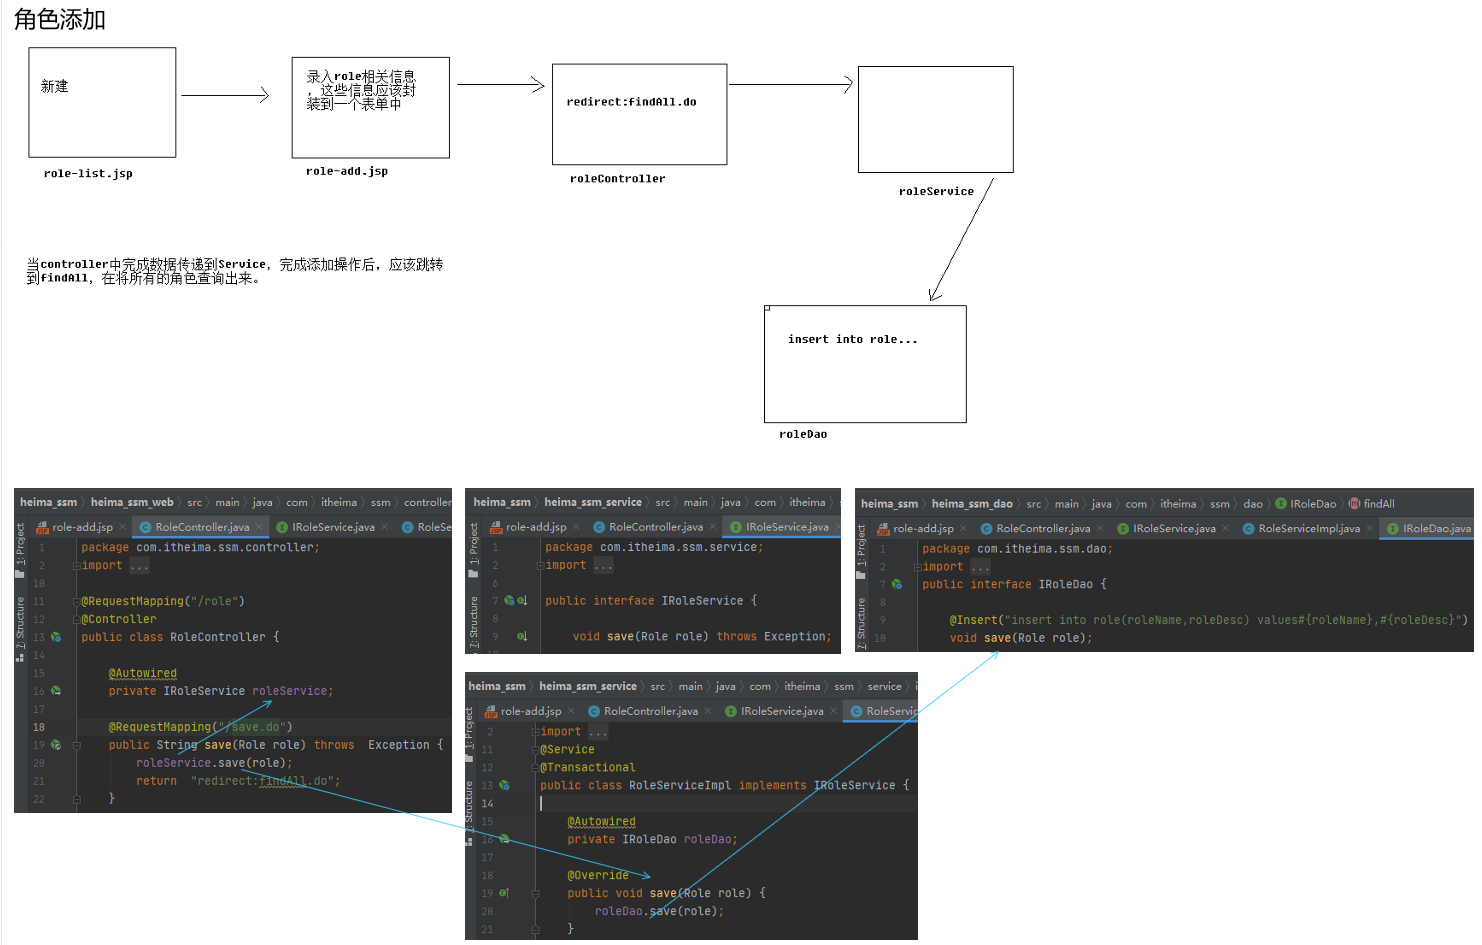 角色添加
新建
role-list.jsp
录入role相关信息
，这些信息应该封
装到一个表单中
role-add.jsp
redirect:findAll.do
roleController
roleService
当controller中完成数据传递到Service，完成添加操作后，应该跳转
到findAll，在将所有的角色查询出来。
insert into role...
roleDao
heima_ssm 〉 heima_ssm_web 〉 src 〉 main 〉 java 〉 com 〉 itheima 〉 ssm 〉 controller
role-add.jsp × RoleController.java × IRoleService.java × RoleSe
1: Project
7: Structure
1 package com.itheima.ssm.controller;
2 import ...
10
11 @RequestMapping("/role")
12 @Controller
13 public class RoleController {
14
15 @Autowired
16 private IRoleService roleService;
17
18 @RequestMapping("/save.do")
19 public String save(Role role) throws  Exception {
20 roleService.save(role);
21 return  "redirect:findAll.do";
22 }
heima_ssm 〉 heima_ssm_service 〉 src 〉 main 〉 java 〉 com 〉 itheima
role-add.jsp × RoleController.java × IRoleService.java ×
1: Project
7: Structure
1 package com.itheima.ssm.service;
2 import ...
6
7 public interface IRoleService {
8
9 void save(Role role) throws Exception;
heima_ssm 〉 heima_ssm_dao 〉 src 〉 main 〉 java 〉 com 〉 itheima 〉 ssm 〉 dao 〉 IRoleDao 〉 findAll
role-add.jsp × RoleController.java × IRoleService.java × RoleServiceImpl.java × IRoleDao.java
1: Project
7: Structure
1 package com.itheima.ssm.dao;
2 import ...
7 public interface IRoleDao {
8
9 @Insert("insert into role(roleName,roleDesc) values#{roleName},#{roleDesc}")
10 void save(Role role);
heima_ssm 〉 heima_ssm_service 〉 src 〉 main 〉 java 〉 com 〉 itheima 〉 ssm 〉 service 〉 i
role-add.jsp × RoleController.java × IRoleService.java × RoleServic
1: Project
7: Structure
2 import ...
11 @Service
12 @Transactional
13 public class RoleServiceImpl implements IRoleService {
14
15 @Autowired
16 private IRoleDao roleDao;
17
18 @Override
19 public void save(Role role) {
20 roleDao.save(role);
21 }